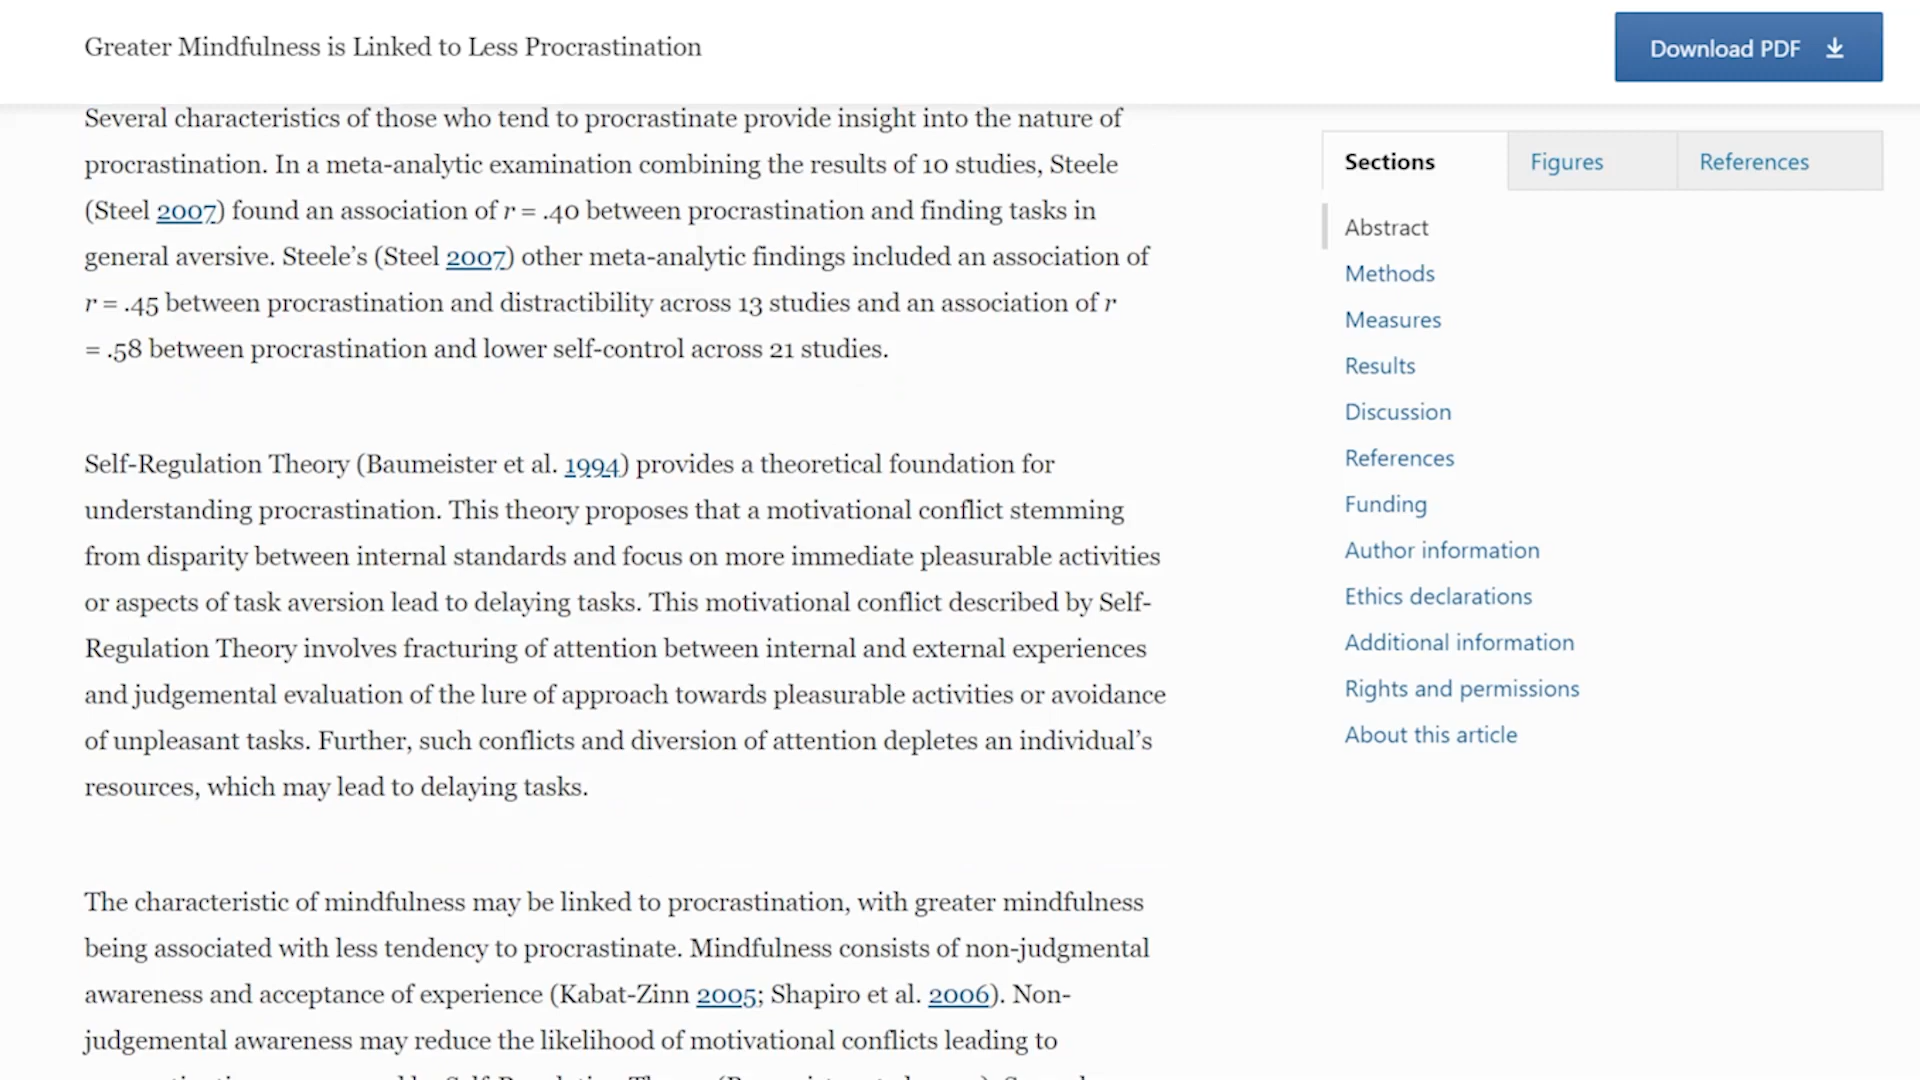 Greater Mindfulness is Linked to Less Procrastination
Download PDF
Several characteristics of those who tend to procrastinate provide insight into the nature of
procrastination. In a meta-analytic examination combining the results of 10 studies, Steele
(Steel 2007) found an association of r = .40 between procrastination and finding tasks in
general aversive. Steele’s (Steel 2007) other meta-analytic findings included an association of
r = .45 between procrastination and distractibility across 13 studies and an association of r
= .58 between procrastination and lower self-control across 21 studies.
Self-Regulation Theory (Baumeister et al. 1994) provides a theoretical foundation for
understanding procrastination. This theory proposes that a motivational conflict stemming
from disparity between internal standards and focus on more immediate pleasurable activities
or aspects of task aversion lead to delaying tasks. This motivational conflict described by Self-
Regulation Theory involves fracturing of attention between internal and external experiences
and judgemental evaluation of the lure of approach towards pleasurable activities or avoidance
of unpleasant tasks. Further, such conflicts and diversion of attention depletes an individual’s
resources, which may lead to delaying tasks.
The characteristic of mindfulness may be linked to procrastination, with greater mindfulness
being associated with less tendency to procrastinate. Mindfulness consists of non-judgmental
awareness and acceptance of experience (Kabat-Zinn 2005; Shapiro et al. 2006). Non-
judgemental awareness may reduce the likelihood of motivational conflicts leading to
Sections
Figures
References
Abstract
Methods
Measures
Results
Discussion
References
Funding
Author information
Ethics declarations
Additional information
Rights and permissions
About this article